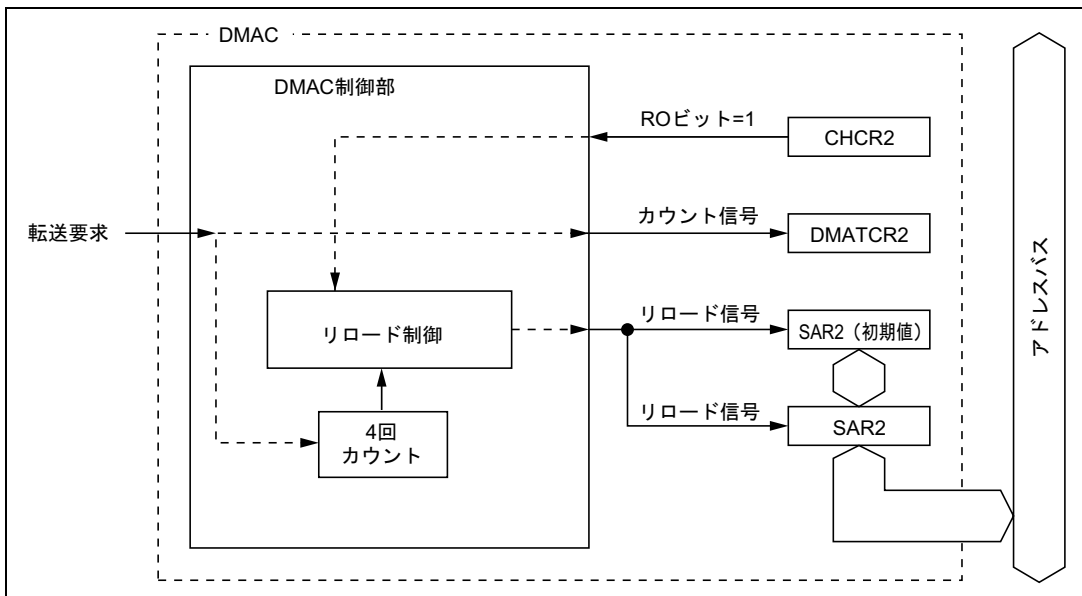 DMAC
DMAC制御部
ROビット=1
CHCR2
転送要求
カウント信号
DMATCR2
リロード制御
リロード信号
SAR2（初期値）
4回
カウント
リロード信号
SAR2
アドレスバス